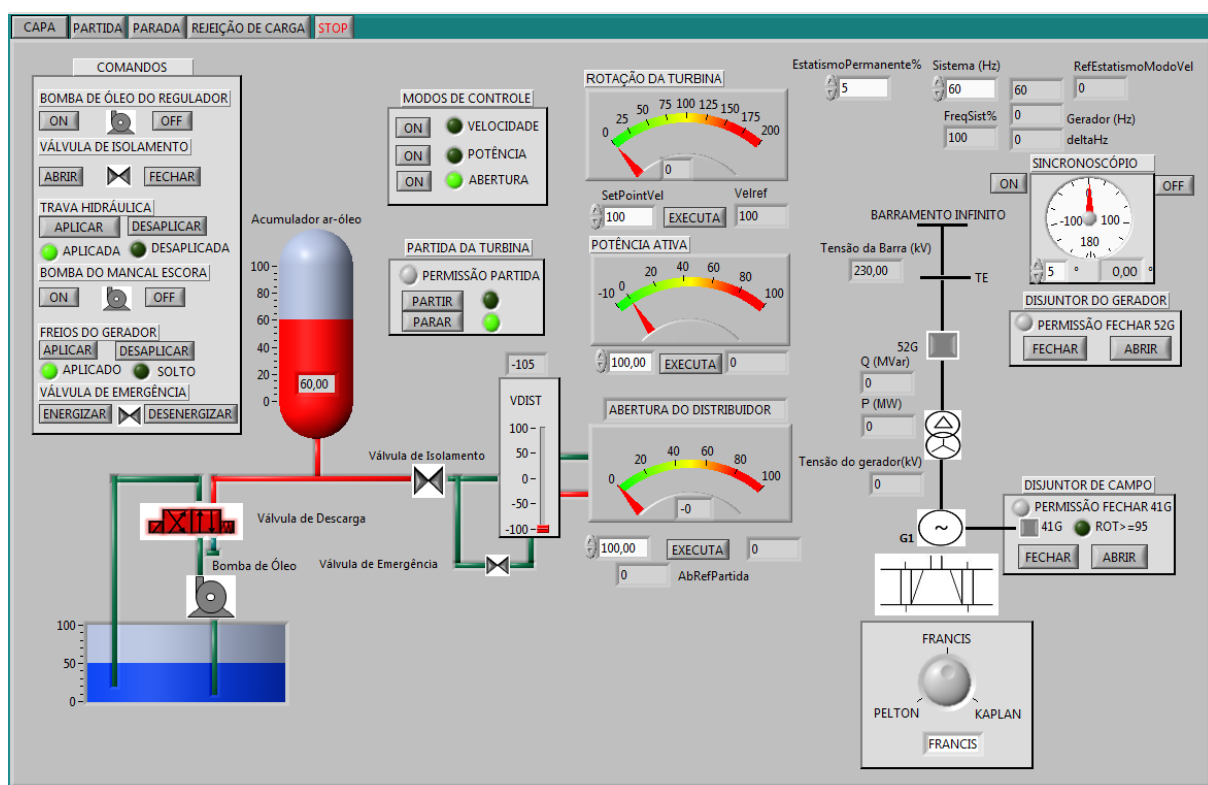 CAPA PARTIDA PARADA REJEIÇÃO DE CARGA STOP
COMANDOS
BOMBA DE ÓLEO DO REGULADOR
ON OFF
VÁLVULA DE ISOLAMENTO
ABRIR FECHAR
TRAVA HIDRÁULICA
APLICAR DESAPLICAR
APLICADA DESAPLICADA
BOMBA DO MANCAL ESCORA
ON OFF
FREIOS DO GERADOR
APLICAR DESAPLICAR
APLICADO SOLTO
VÁLVULA DE EMERGÊNCIA
ENERGIZAR DESENERGIZAR
MODOS DE CONTROLE
ON VELOCIDADE
ON POTÊNCIA
ON ABERTURA
Acumulador ar-óleo
100
80
60
40
20
0
60,00
PARTIDA DA TURBINA
PERMISSÃO PARTIDA
PARTIR
PARAR
-105
VDIST
100
50
0
-50
-100
Válvula de Isolamento
Válvula de Descarga
Bomba de Óleo
Válvula de Emergência
100
50
0
ROTAÇÃO DA TURBINA
0 25 50 75 100 125 150 175 200
0
SetPointVel Velref
100 EXECUTA 100
POTÊNCIA ATIVA
-10 0 20 40 60 80 100
100,00 EXECUTA 0
ABERTURA DO DISTRIBUIDOR
0 20 40 60 80 100
-0
100,00 EXECUTA 0
0 AbRefPartida
EstatismoPermanente% Sistema (Hz) RefEstatismoModoVel
5 60 60 0
FreqSist% 0 Gerador (Hz)
100 0 deltaHz
SINCRONOSCÓPIO
ON OFF
0
-100 100
180
5 ° 0,00 °
BARRAMENTO INFINITO
Tensão da Barra (kV)
230,00
TE
DISJUNTOR DO GERADOR
PERMISSÃO FECHAR 52G
FECHAR ABRIR
52G
Q (MVar)
0
P (MW)
0
Tensão do gerador(kV)
0
G1 ~
DISJUNTOR DE CAMPO
PERMISSÃO FECHAR 41G
41G ROT>=95
FECHAR ABRIR
FRANCIS
PELTON KAPLAN
FRANCIS